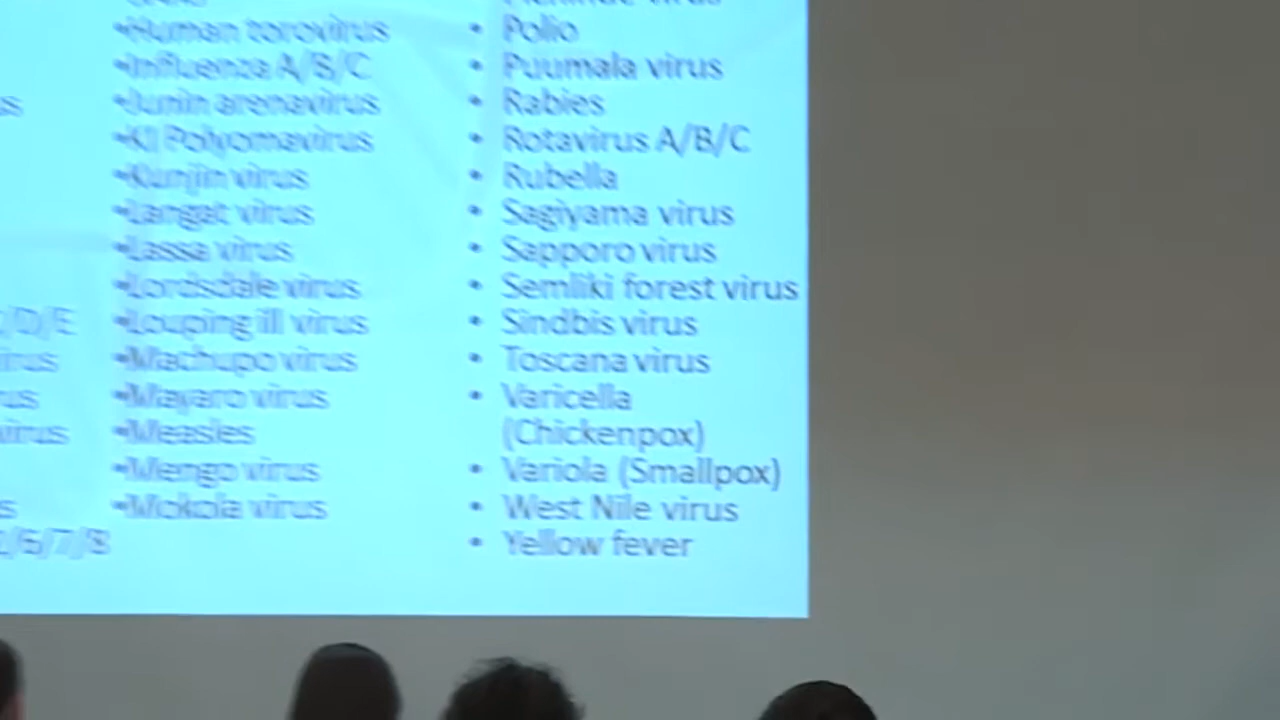 •Human torovirus
•Influenza A/B/C
•Junin arenavirus
•KI Polyomavirus
•Kunjin virus
•Langat virus
•Lassa virus
•Lordsdale virus
•Louping ill virus
•Machupo virus
•Mayaro virus
•Measles
•Mengo virus
•Mokola virus
• Polio
• Puumala virus
• Rabies
• Rotavirus A/B/C
• Rubella
• Sagiyama virus
• Sapporo virus
• Semliki forest virus
• Sindbis virus
• Toscana virus
• Varicella
(Chickenpox)
• Variola (Smallpox)
• West Nile virus
• Yellow fever